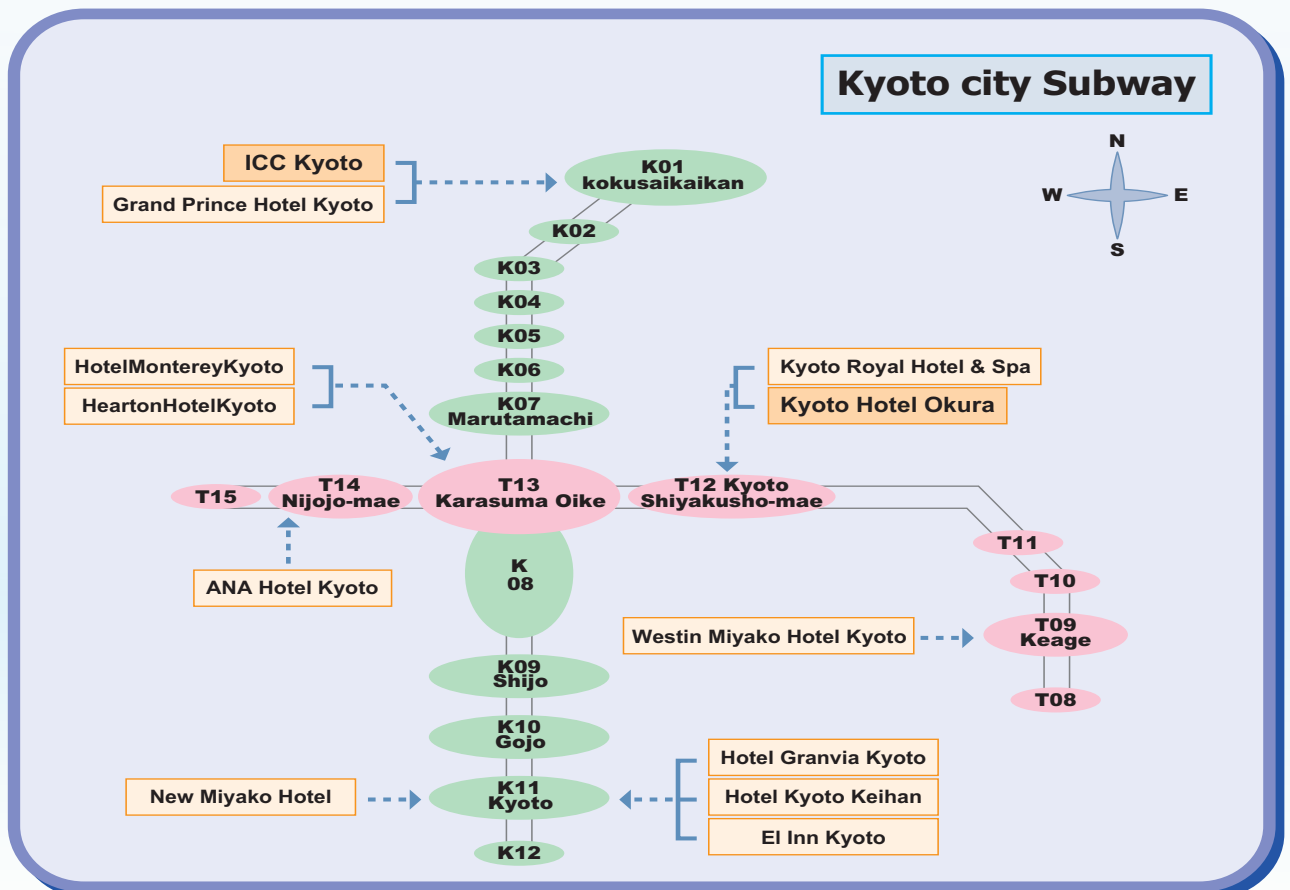 Kyoto city Subway
N
W
E
S
ICC Kyoto
Grand Prince Hotel Kyoto
K01
kokusaikaikan
K02
K03
K04
K05
K06
HotelMontereyKyoto
HeartonHotelKyoto
Kyoto Royal Hotel & Spa
Kyoto Hotel Okura
K07
Marutamachi
T15
T14
Nijojo-mae
T13
Karasuma Oike
T12 Kyoto
Shiyakusho-mae
T11
T10
K
08
ANA Hotel Kyoto
Westin Miyako Hotel Kyoto
T09
Keage
T08
K09
Shijo
K10
Gojo
New Miyako Hotel
K11
Kyoto
Hotel Granvia Kyoto
Hotel Kyoto Keihan
El Inn Kyoto
K12